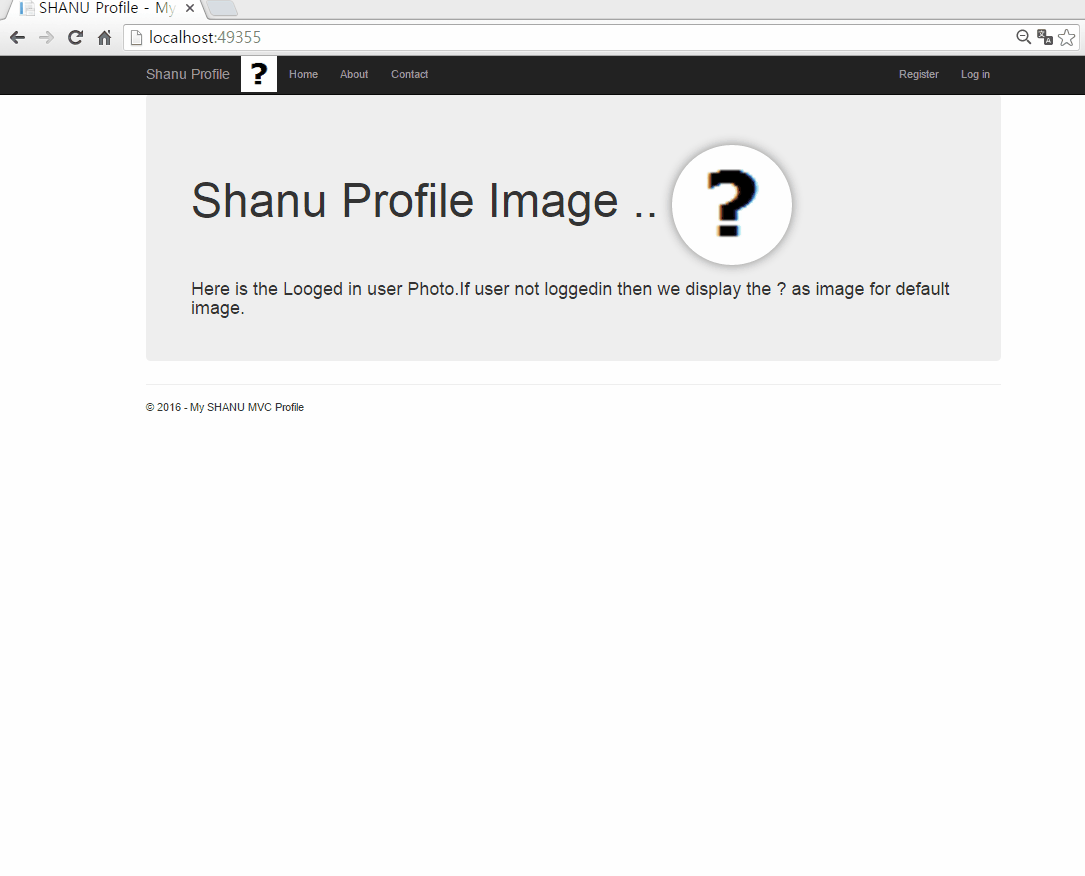 SHANU Profile - My
localhost:49355
Shanu Profile ? Home About Contact Register Log in
Shanu Profile Image .. ?
Here is the Looged in user Photo.If user not loggedin then we display the ? as image for default
image.
© 2016 - My SHANU MVC Profile